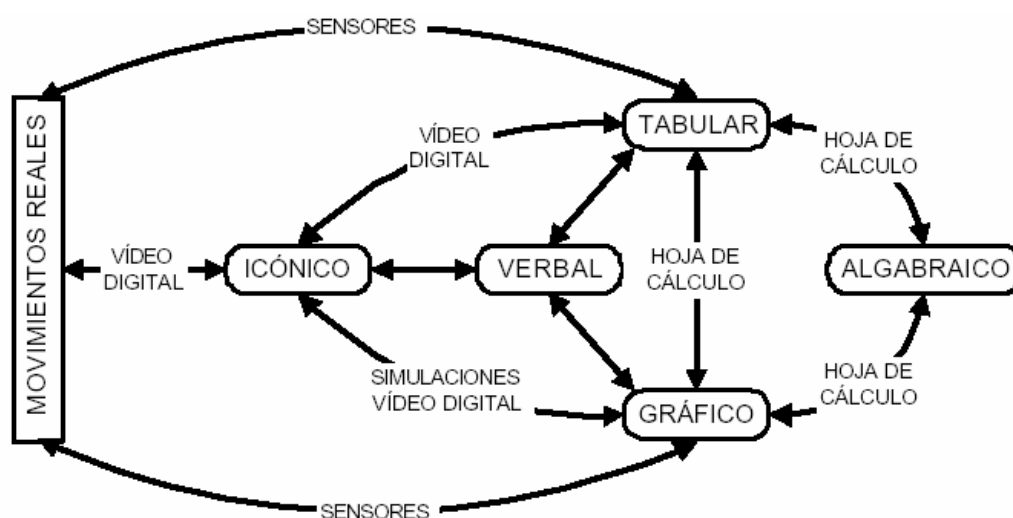 SENSORES
MOVIMIENTOS REALES
TABULAR
VÍDEO
DIGITAL
HOJA DE
CÁLCULO
VÍDEO
DIGITAL
ICÓNICO
VERBAL
HOJA DE
CÁLCULO
ALGABRAICO
SIMULACIONES
VÍDEO DIGITAL
HOJA DE
CÁLCULO
GRÁFICO
SENSORES